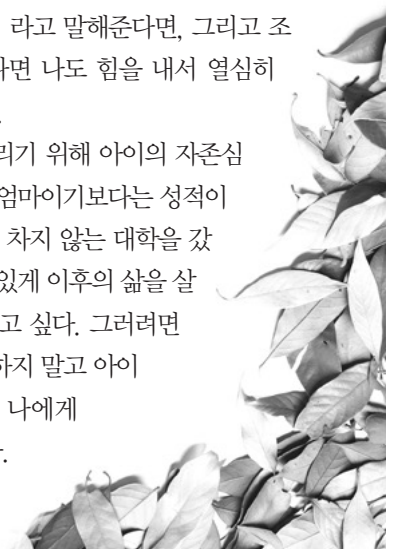 라고 말해준다면, 그리고 조
면 나도 힘을 내서 열심히
리기 위해 아이의 자존심
엄마이기보다는 성적이
차지 않는 대학을 갔
있게 이후의 삶을 살
고 싶다. 그러려면
하지 말고 아이
나에게